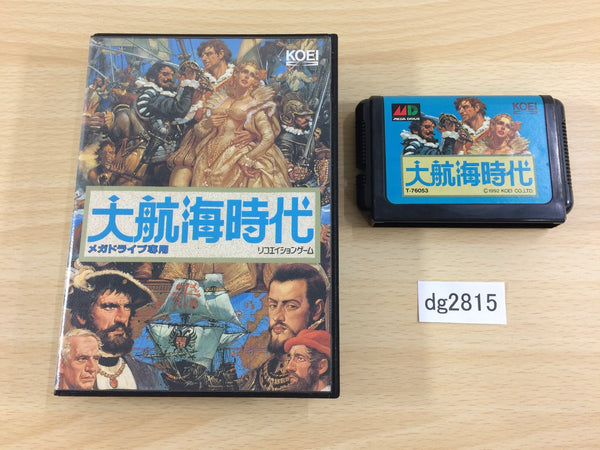 KOEI
大航海時代
メガドライブ専用
リコエイションゲーム
MD
MEGA DRIVE
KOEI
大航海時代
T-76053
©1992 KOEI CO.,LTD.
dg2815